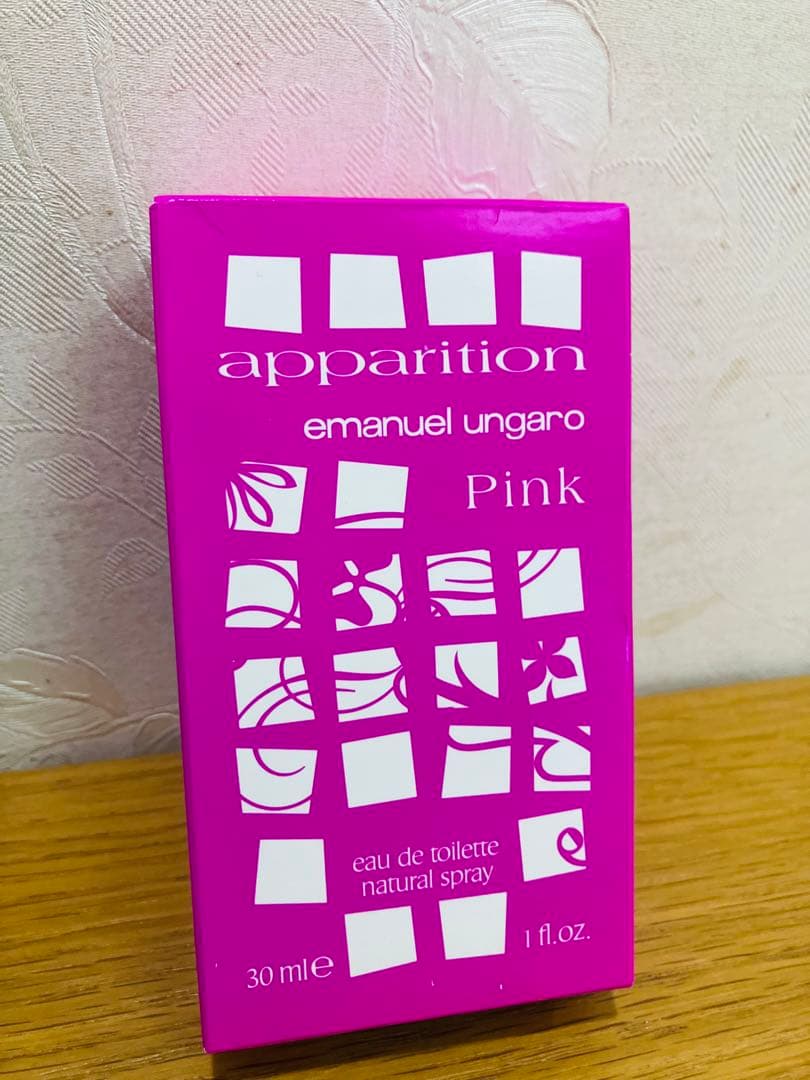 apparition
emanuel ungaro
Pink
eau de toilette
natural spray
30 ml e
1 fl.oz.